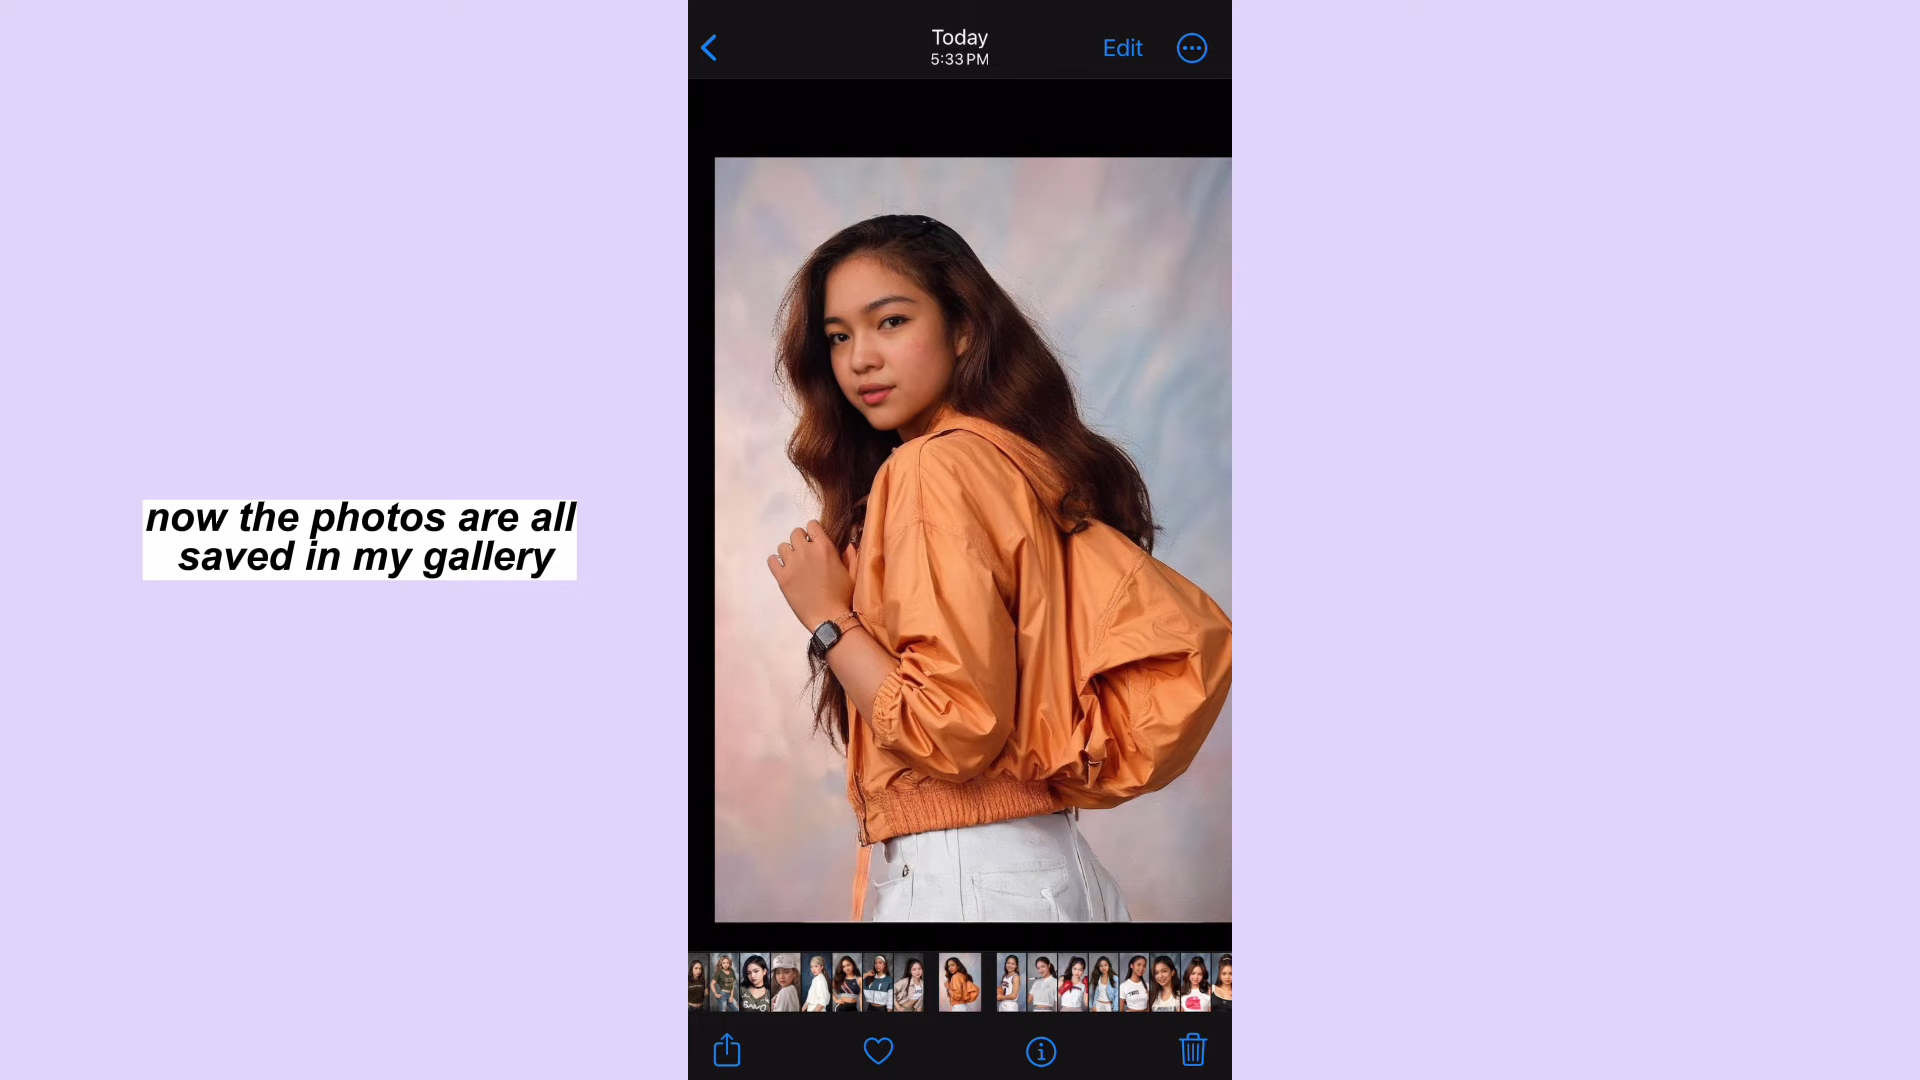 Today
5:33 PM
Edit
now the photos are all
saved in my gallery